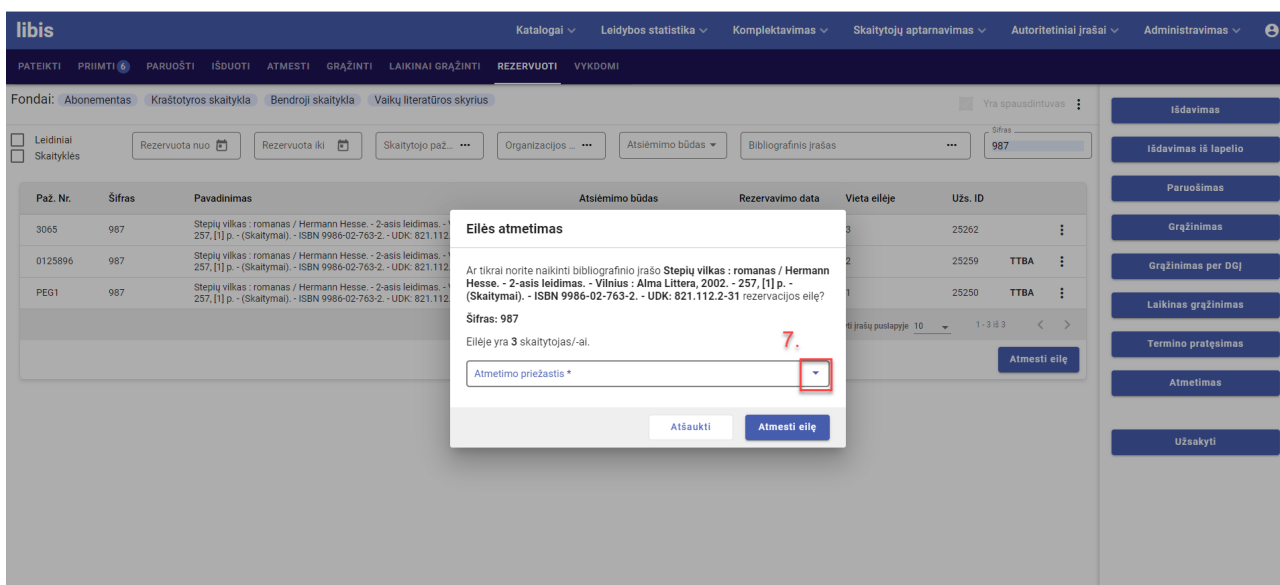 libis
Katalogai
Leidybos statistika
Komplektavimas
Skaitytojų aptarnavimas
Autoritetiniai įrašai
Administravimas
PATEIKTI
PRIIMTI 6
PARUOŠTI
IŠDUOTI
ATMESTI
GRĄŽINTI
LAIKINAI GRĄŽINTI
REZERVUOTI
VYKDOMI
Fondai: Abonementas Kraštotyros skaitykla Bendroji skaitykla Vaikų literatūros skyrius
Yra spausdintuvas
Leidiniai
Skaityklės
Rezervuota nuo
Rezervuota iki
Skaitytojo paž... •••
Organizacijos ... •••
Atsiėmimo būdas
Bibliografinis įrašas •••
Šifras
987
Paž. Nr. Šifras Pavadinimas Atsiėmimo būdas Rezervavimo data Vieta eilėje Užs. ID
3065 987 Stepių vilkas : romanas / Hermann Hesse. - 2-asis leidimas. -
257, [1] p. - (Skaitymai). - ISBN 9986-02-763-2. - UDK: 821.112
3 25262
0125896 987 Stepių vilkas : romanas / Hermann Hesse. - 2-asis leidimas. -
257, [1] p. - (Skaitymai). - ISBN 9986-02-763-2. - UDK: 821.112
2 25259 TTBA
PEG1 987 Stepių vilkas : romanas / Hermann Hesse. - 2-asis leidimas. -
257, [1] p. - (Skaitymai). - ISBN 9986-02-763-2. - UDK: 821.112
1 25250 TTBA
įrašų puslapyje 10 1 - 3 iš 3
Atmesti eilę
Eilės atmetimas
Ar tikrai norite naikinti bibliografinio įrašo Stepių vilkas : romanas / Hermann
Hesse. - 2-asis leidimas. - Vilnius : Alma Littera, 2002. - 257, [1] p. -
(Skaitymai). - ISBN 9986-02-763-2. - UDK: 821.112.2-31 rezervacijos eilę?
Šifras: 987
Eilėje yra 3 skaitytojas/-ai.
7.
Atmetimo priežastis *
Atšaukti
Atmesti eilę
Išdavimas
Išdavimas iš lapelio
Paruošimas
Grąžinimas
Grąžinimas per DGĮ
Laikinas grąžinimas
Termino pratęsimas
Atmetimas
Užsakyti